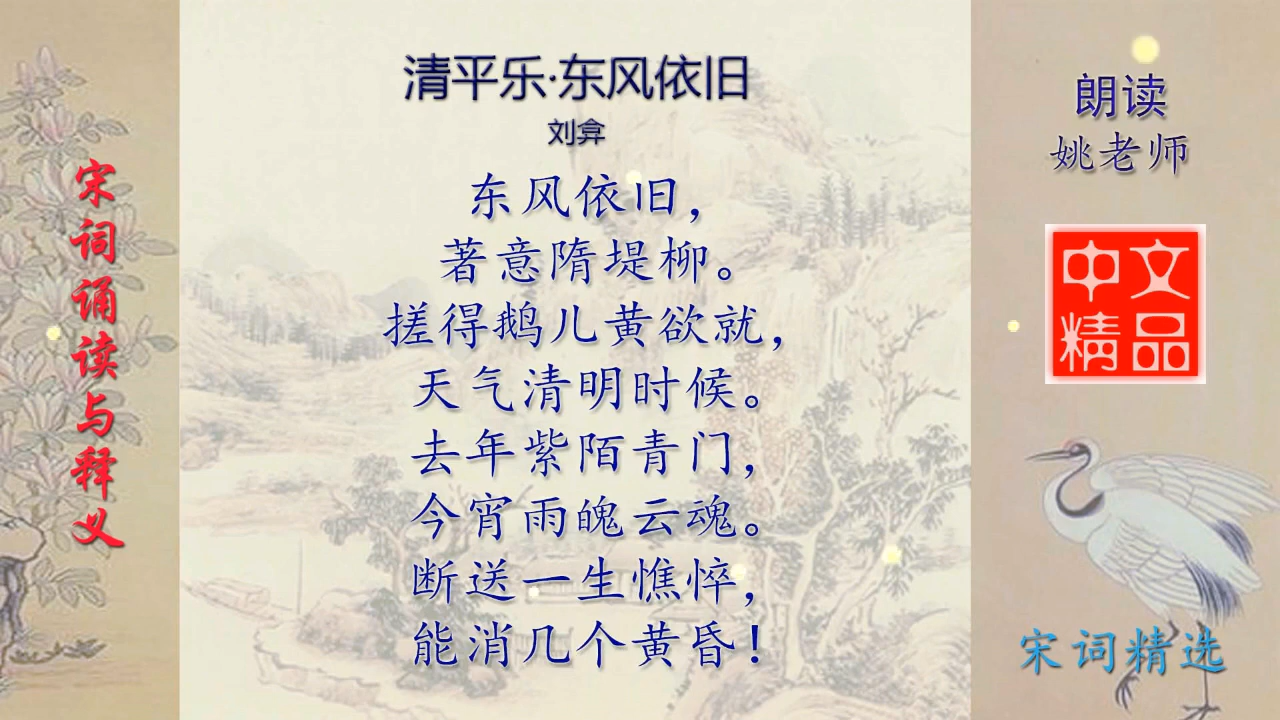 清平乐·东风依旧
刘弇
东风依旧，
著意隋堤柳。
搓得鹅儿黄欲就，
天气清明时候。
去年紫陌青门，
今宵雨魄云魂。
断送一生憔悴，
能消几个黄昏！
宋词诵读与释义
朗读
姚老师
中文
精品
宋词精选